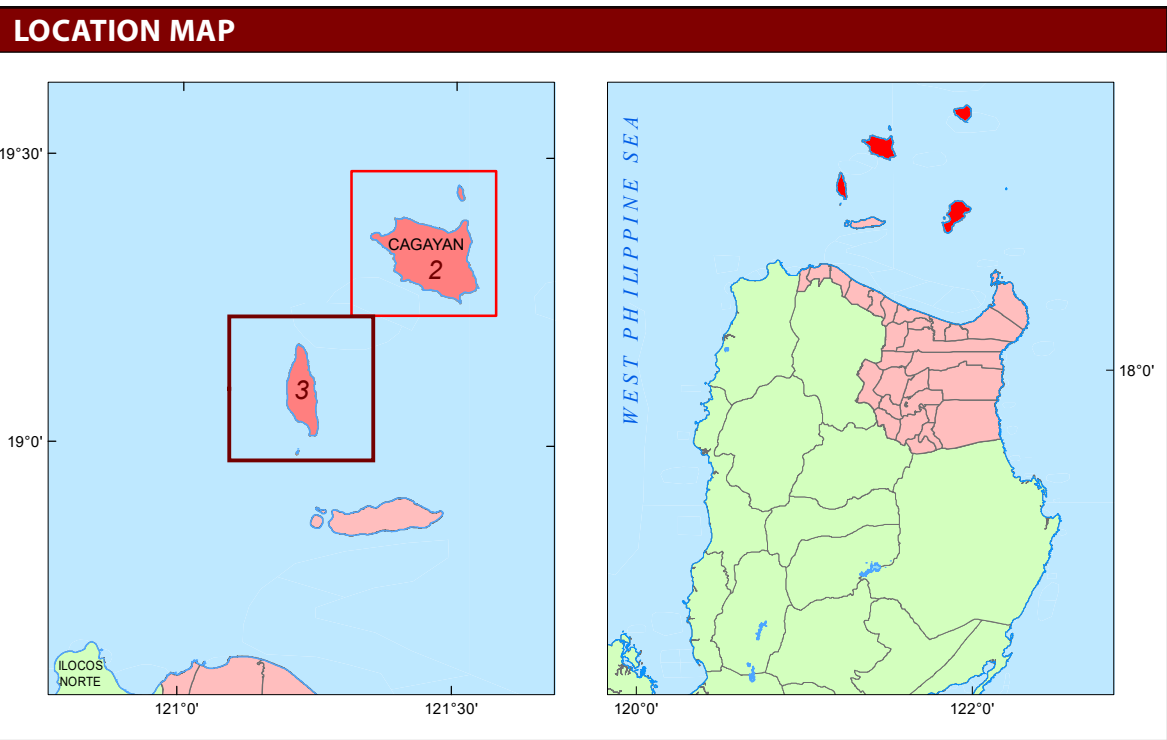 LOCATION MAP
19°30'
19°0'
121°0'
121°30'
CAGAYAN
2
3
ILOCOS
NORTE
WEST PHILIPPINE SEA
18°0'
120°0'
122°0'